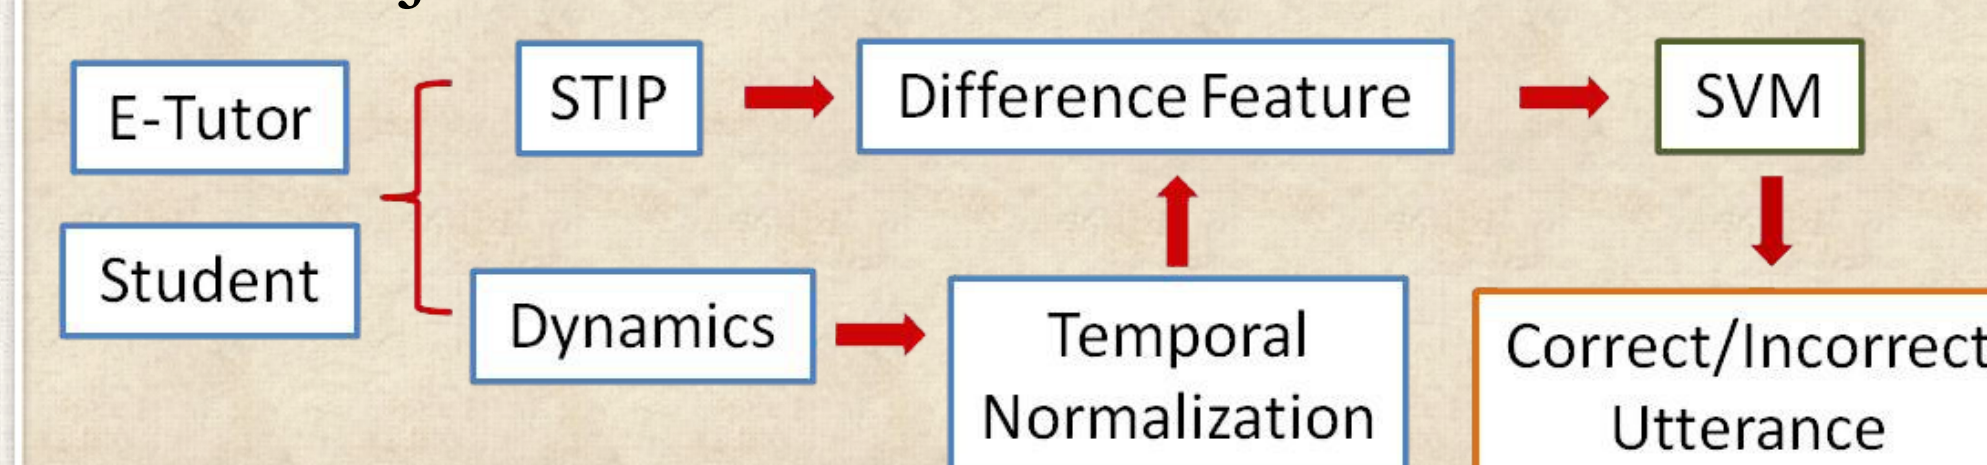 E-Tutor
STIP
Difference Feature
SVM
Student
Dynamics
Temporal
Normalization
Correct/Incorrect
Utterance